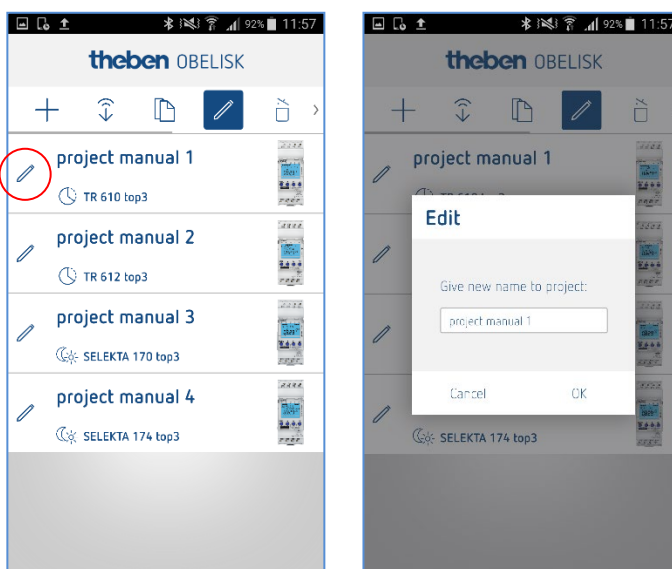 92% 11:57
theben OBELISK
project manual 1
TR 610 top3
project manual 2
TR 612 top3
project manual 3
SELEKTA 170 top3
project manual 4
SELEKTA 174 top3
92% 11:57
theben OBELISK
project manual 1
Edit
Give new name to project:
project manual 1
Cancel OK
SELEKTA 174 top3